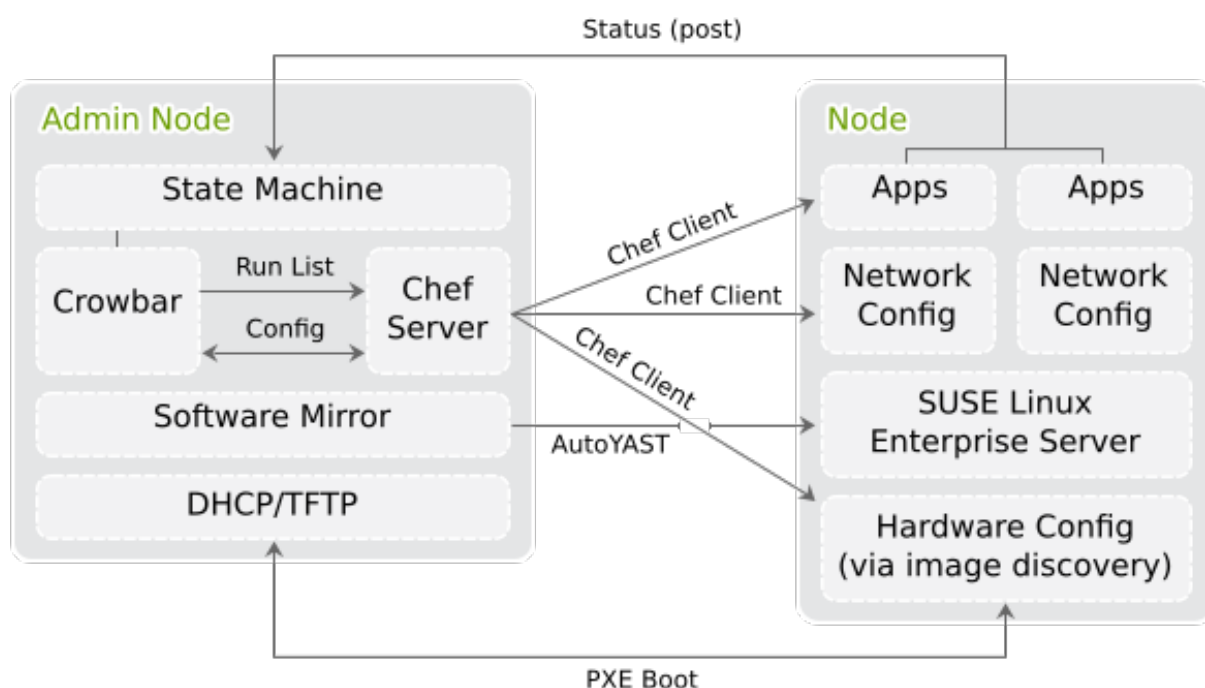 Status (post)
Admin Node
State Machine
Crowbar
Run List
Config
Chef
Server
Software Mirror
DHCP/TFTP
Chef Client
Chef Client
Chef Client
AutoYAST
Node
Apps
Apps
Network
Config
Network
Config
SUSE Linux
Enterprise Server
Hardware Config
(via image discovery)
PXE Boot